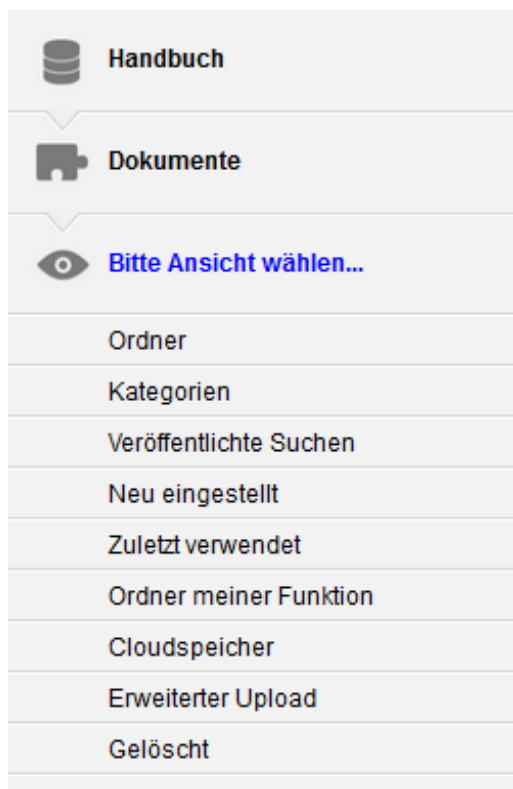 Handbuch
Dokumente
Bitte Ansicht wählen...
Ordner
Kategorien
Veröffentlichte Suchen
Neu eingestellt
Zuletzt verwendet
Ordner meiner Funktion
Cloudspeicher
Erweiterter Upload
Gelöscht